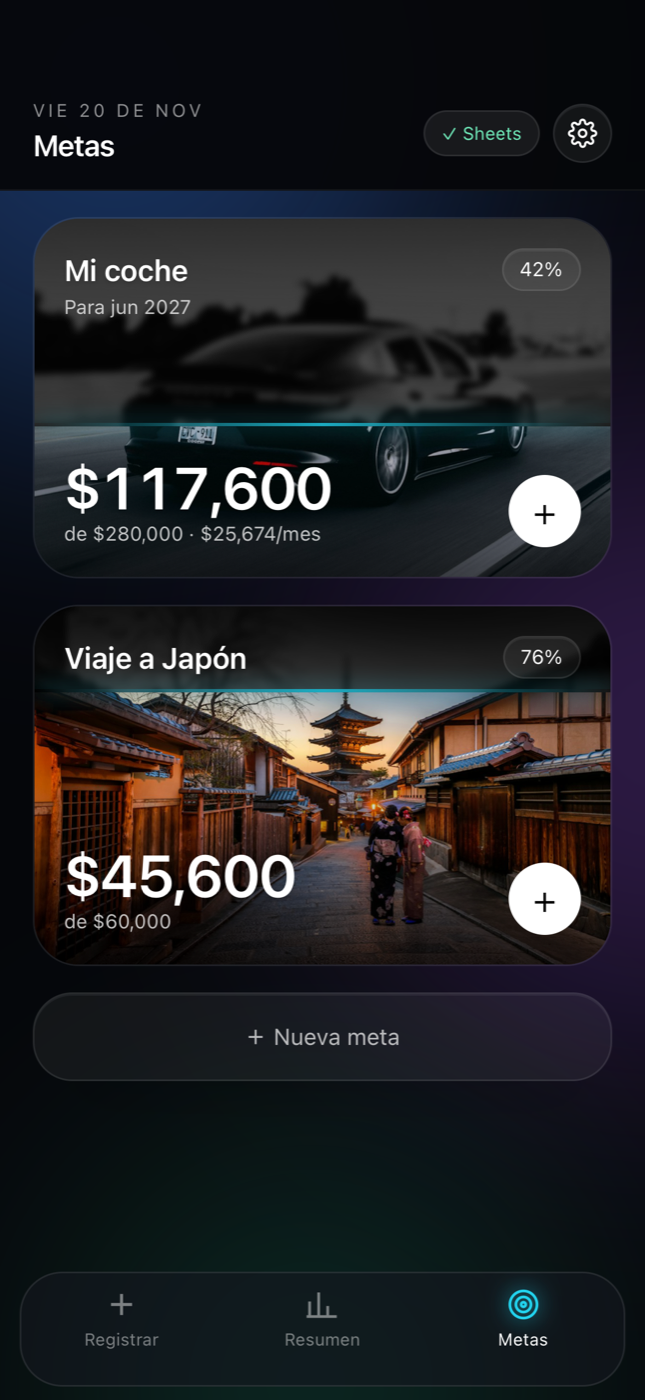 VIE 20 DE NOV
Metas
✓ Sheets
Mi coche
42%
Para jun 2027
$117,600
de $280,000 · $25,674/mes
+
Viaje a Japón
76%
$45,600
de $60,000
+
+ Nueva meta
Registrar
Resumen
Metas